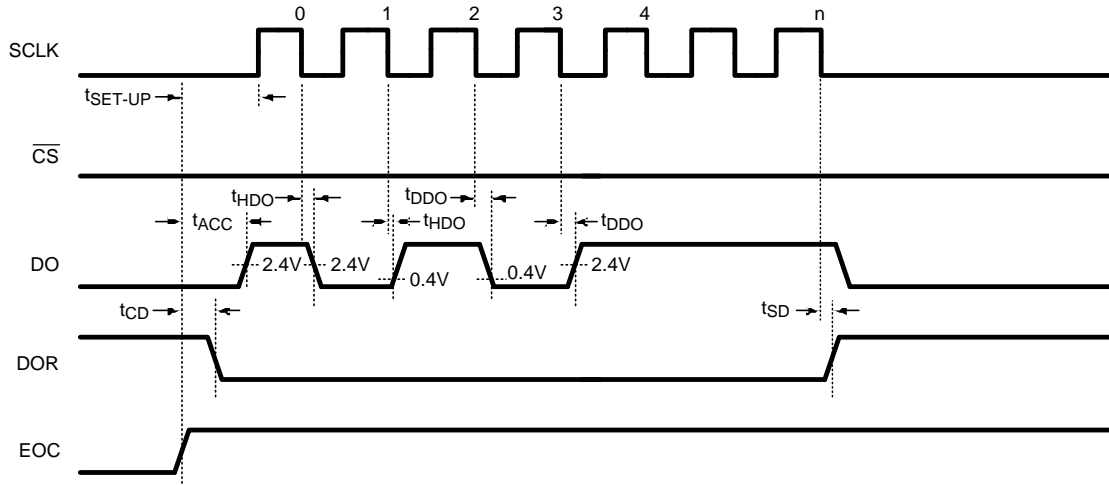 0 1 2 3 4 n
SCLK
tSET-UP
CS
tHDO tDDO
tACC tHDO tDDO
DO 2.4V 2.4V 0.4V 0.4V 2.4V
tCD tSD
DOR
EOC